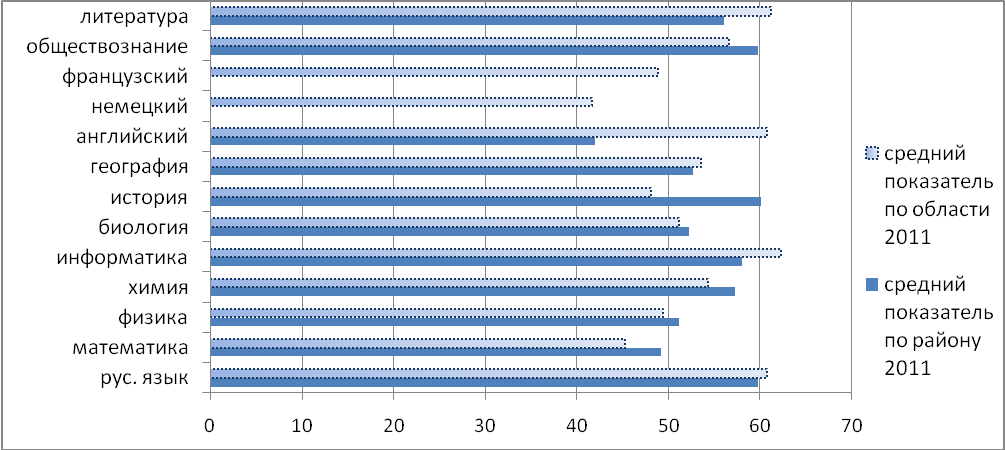 литература
обществознание
французский
немецкий
английский
география
история
биология
информатика
химия
физика
математика
рус. язык
0 10 20 30 40 50 60 70
средний
показатель
по области
2011
средний
показатель
по району
2011